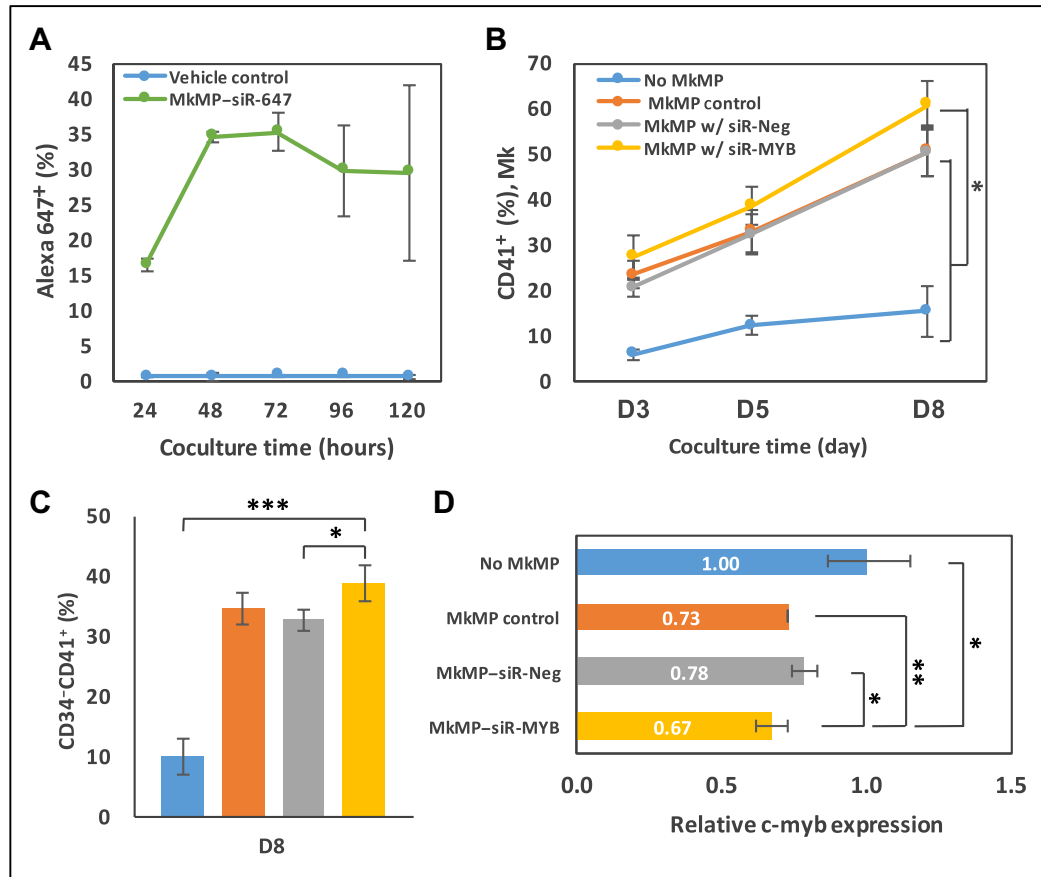 A
Alexa 647⁺ (%)
45
40
35
30
25
20
15
10
5
0
Vehicle control
MkMP–siR-647
24 48 72 96 120
Coculture time (hours)
B
CD41⁺ (%), Mk
70
60
50
40
30
20
10
0
No MkMP
MkMP control
MkMP w/ siR-Neg
MkMP w/ siR-MYB
*
D3 D5 D8
Coculture time (day)
C
CD34⁻CD41⁺ (%)
50
40
30
20
10
0
***
*
D8
D
No MkMP 1.00
MkMP control 0.73
MkMP–siR-Neg 0.78
MkMP–siR-MYB 0.67
*
**
*
0.0 0.5 1.0 1.5
Relative c-myb expression